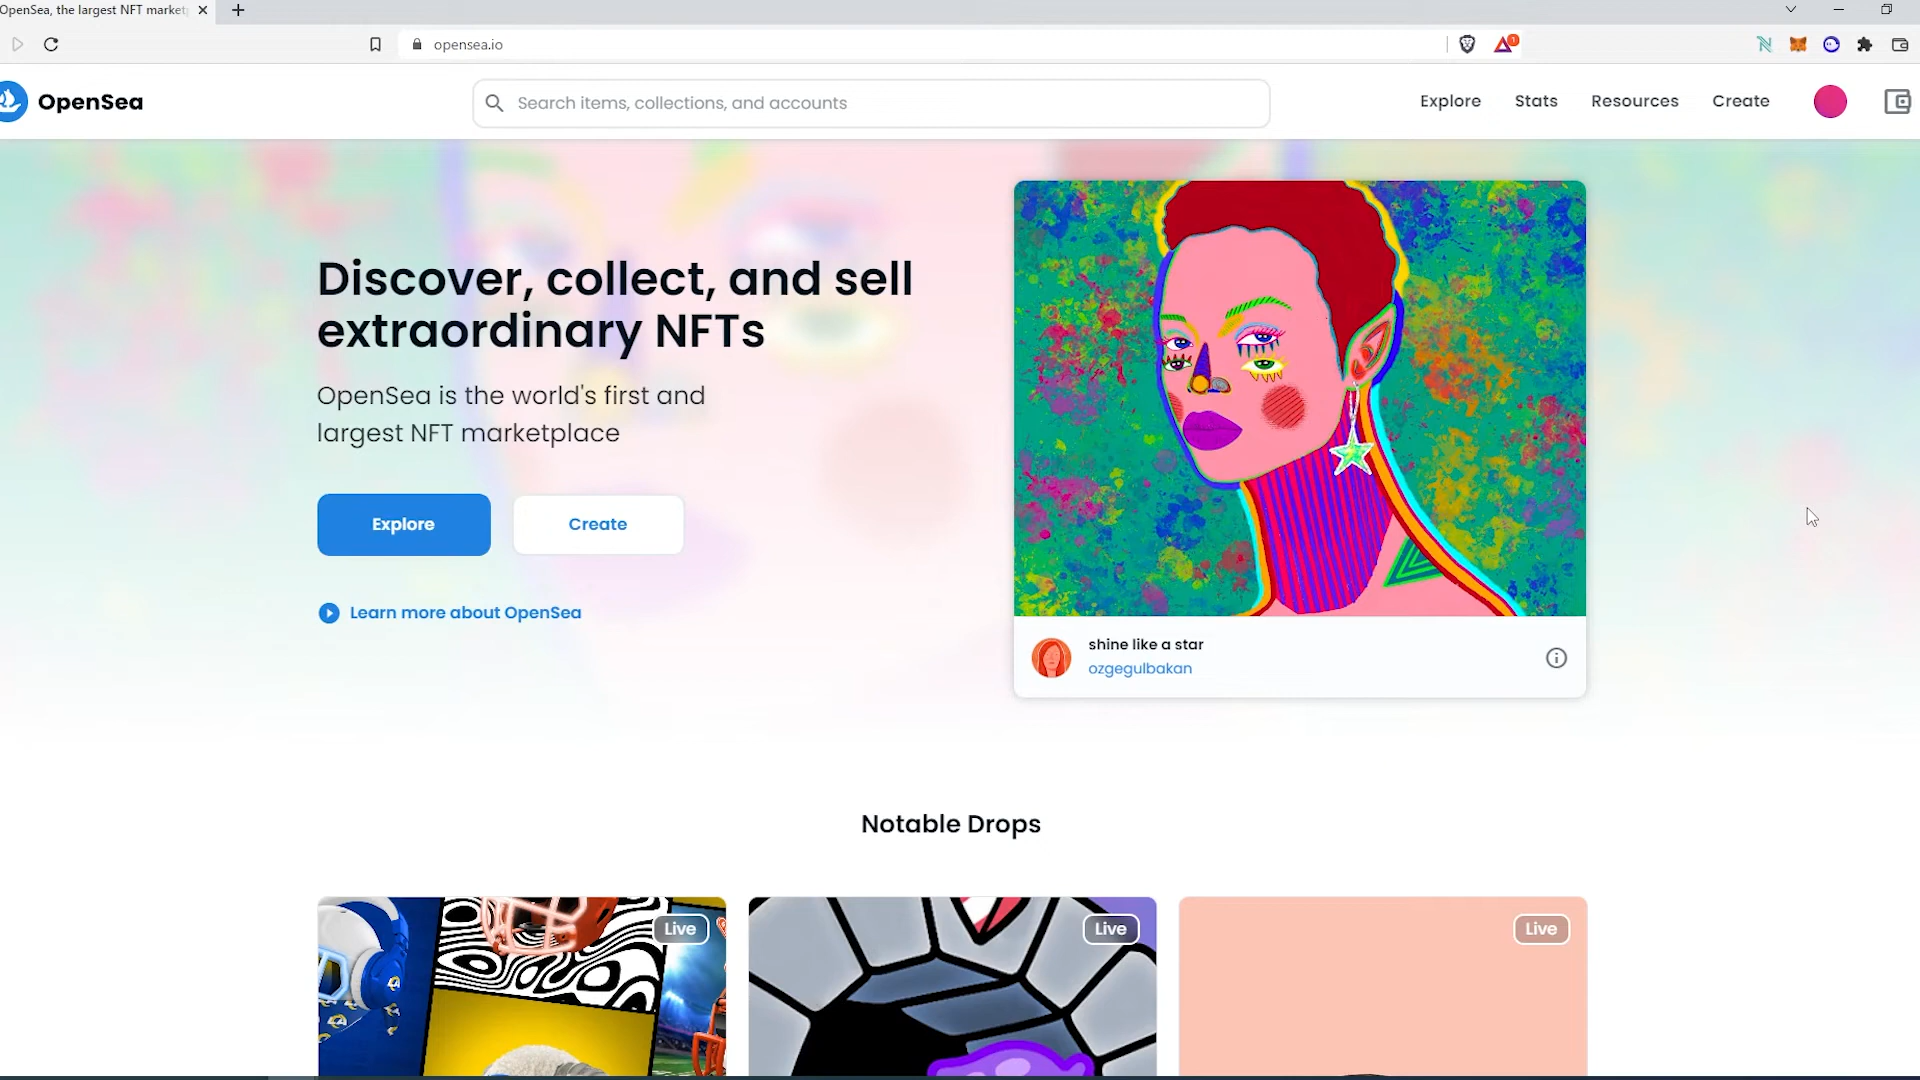 OpenSea, the largest NFT market
opensea.io
1
OpenSea
Search items, collections, and accounts
Explore
Stats
Resources
Create
Discover, collect, and sell
extraordinary NFTs
OpenSea is the world's first and
largest NFT marketplace
Explore
Create
Learn more about OpenSea
shine like a star
ozgegulbakan
Notable Drops
Live
Live
Live